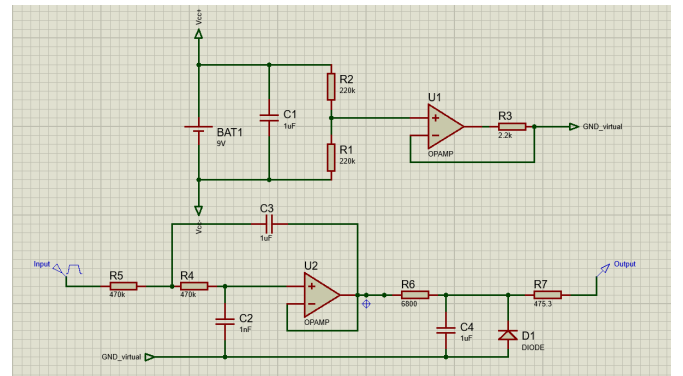 Vcc+
R2
220k
C1
1uF
BAT1
9V
R1
220k
U1
OPAMP
R3
2.2k
GND_virtual
Vcc-
C3
1uF
Input
R5
470k
R4
470k
U2
OPAMP
C2
1nF
R6
6800
R7
475.3
Output
C4
1uF
D1
DIODE
GND_virtual